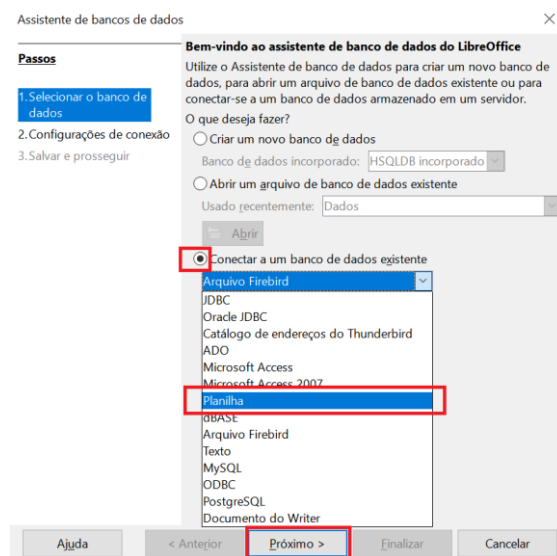 Assistente de bancos de dados
Passos
1.Selecionar o banco de
dados
2.Configurações de conexão
3.Salvar e prosseguir
Bem-vindo ao assistente de banco de dados do LibreOffice
Utilize o Assistente de banco de dados para criar um novo banco de
dados, para abrir um arquivo de banco de dados existente ou para
conectar-se a um banco de dados armazenado em um servidor.
O que deseja fazer?
Criar um novo banco de dados
Banco de dados incorporado: HSQLDB incorporado
Abrir um arquivo de banco de dados existente
Usado recentemente: Dados
Abrir
Conectar a um banco de dados existente
Arquivo Firebird
JDBC
Oracle JDBC
Catálogo de endereços do Thunderbird
ADO
Microsoft Access
Microsoft Access 2007
Planilha
dBASE
Arquivo Firebird
Texto
MySQL
ODBC
PostgreSQL
Documento do Writer
Ajuda < Anterior Próximo > Finalizar Cancelar